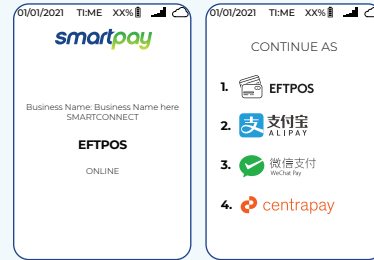 01/01/2021 TI:ME XX%
smartpay
Business Name: Business Name here
SMARTCONNECT
EFTPOS
ONLINE
01/01/2021 TI:ME XX%
CONTINUE AS
1. EFTPOS
2. 支 支付宝
ALIPAY
3. 微信支付
WeChat Pay
4. centrapay